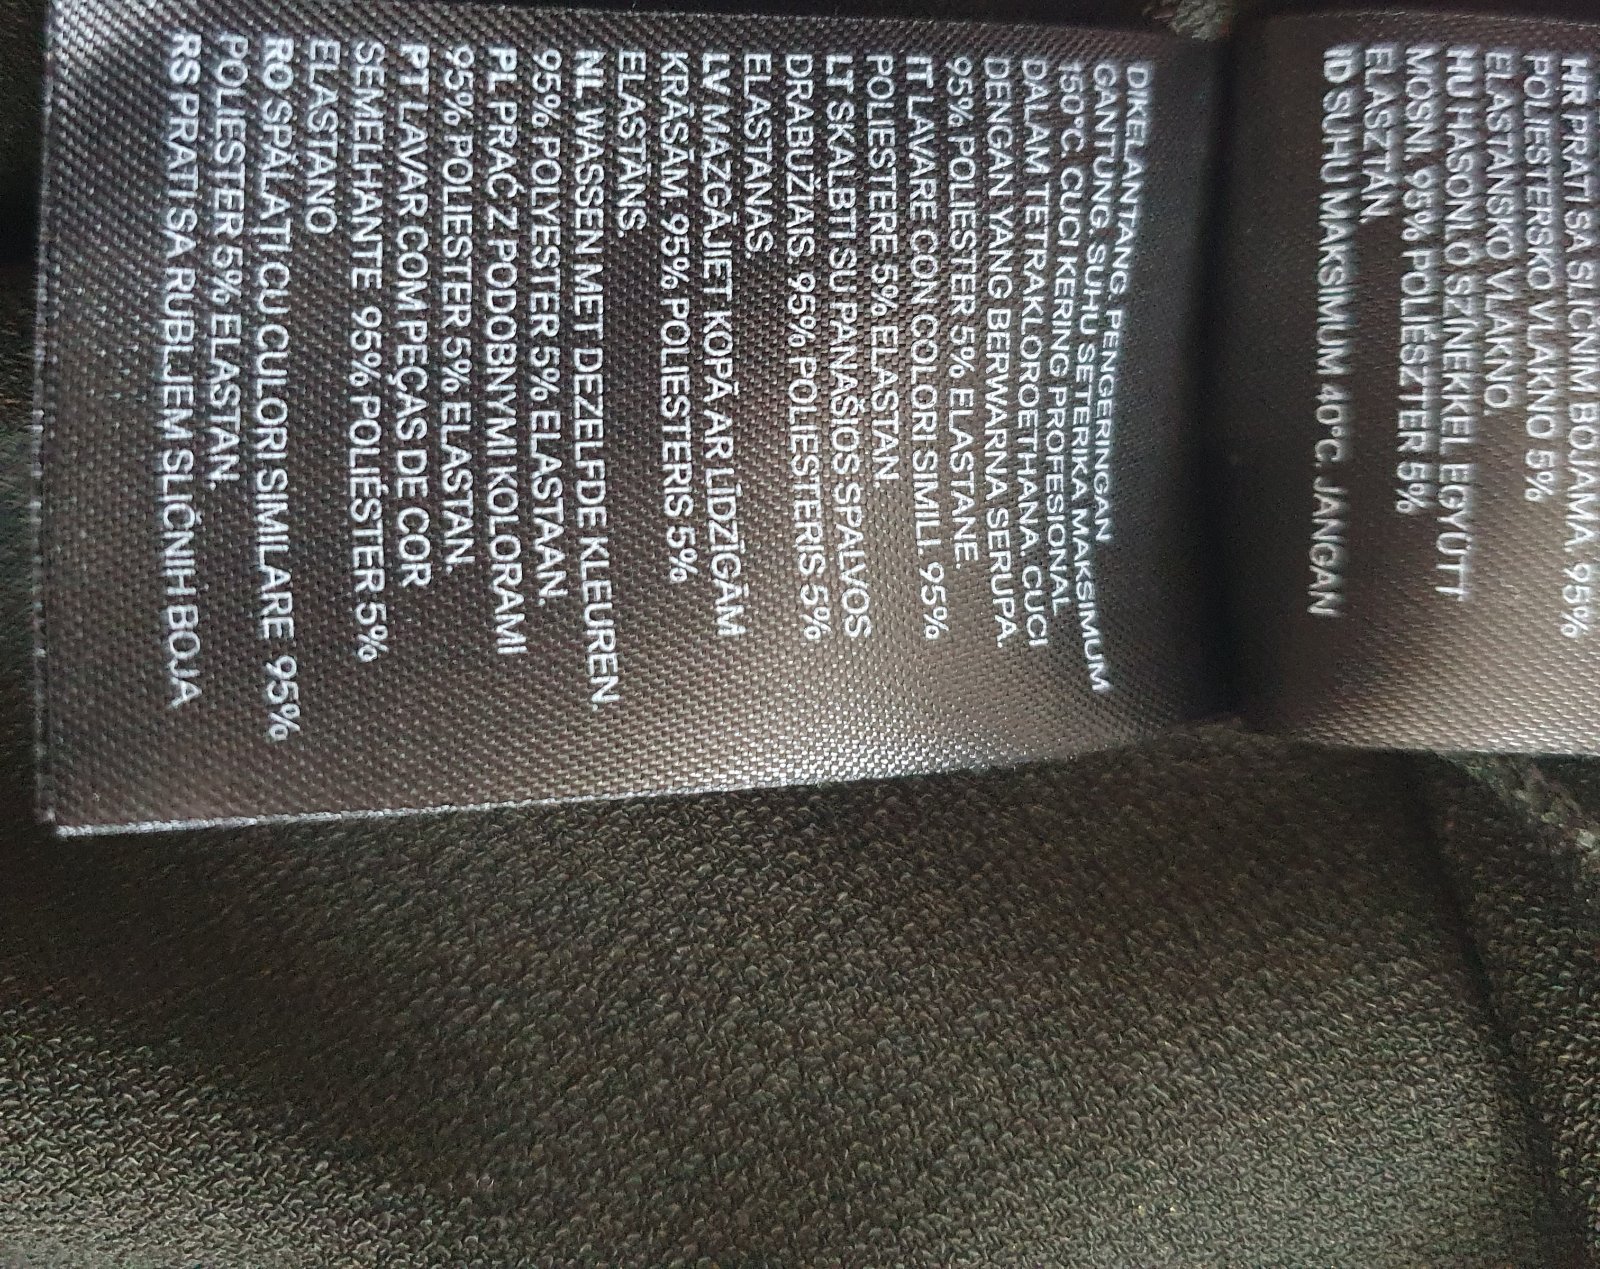 HR PRATI SA SLIČNIM BOJAMA. 95%
POLIESTERSKO VLAKNO 5%
ELASTANSKO VLAKNO.
HU HASONLÓ SZÍNEKKEL EGYÜTT
MOSNI. 95% POLIÉSZTER 5%
ELASZTÁN.
ID SUHU MAKSIMUM 40°C. JANGAN
DIKELANTANG. PENGERINGAN
GANTUNG. SUHU SETERIKA MAKSIMUM
150°C. CUCI KERING PROFESIONAL
DALAM TETRAKLOROETHANA. CUCI
DENGAN YANG BERWARNA SERUPA.
95% POLIESTER 5% ELASTANE.
IT LAVARE CON COLORI SIMILI. 95%
POLIESTERE 5% ELASTAN
LT SKALBTI SU PANAŠIOS SPALVOS
DRABUŽIAIS. 95% POLIESTERIS 5%
ELASTANAS.
LV MAZGĀJIET KOPĀ AR LĪDZĪGĀM
KRĀSĀM. 95% POLIESTERIS 5%
ELASTĀNS.
NL WASSEN MET DEZELFDE KLEUREN.
95% POLYESTER 5% ELASTAAN.
PL PRAĆ Z PODOBNYMI KOLORAMI
95% POLIESTER 5% ELASTAN.
PT LAVAR COM PEÇAS DE COR
SEMELHANTE 95% POLIÉSTER 5%
ELASTANO
RO SPĂLAȚI CU CULORI SIMILARE 95%
POLIESTER 5% ELASTAN.
RS PRATI SA RUBLJEM SLIČNIH BOJA